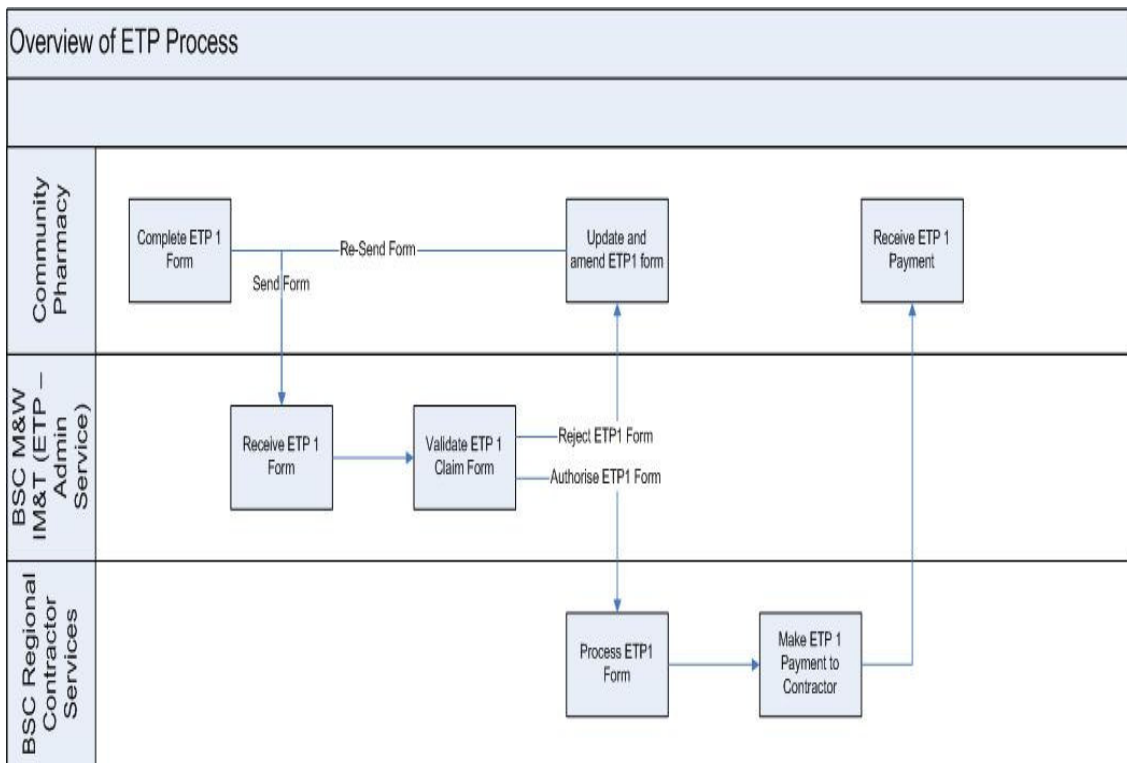 Overview of ETP Process
Community
Pharmacy
Complete ETP 1
Form
Re-Send Form
Send Form
Update and
amend ETP1 form
Receive ETP 1
Payment
BSC M&W
IM&T (ETP –
Admin
Service)
Receive ETP 1
Form
Validate ETP 1
Claim Form
Reject ETP1 Form
Authorise ETP1 Form
BSC Regional
Contractor
Services
Process ETP1
Form
Make ETP 1
Payment to
Contractor